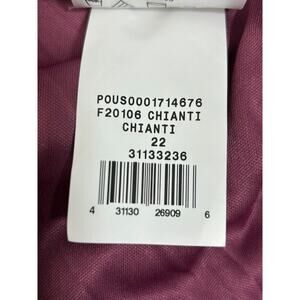 POUS0001714676
F20106 CHIANTI
CHIANTI
22
31133236
4 31130 26909 6